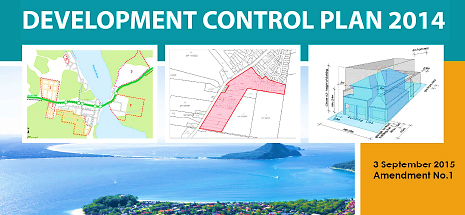 DEVELOPMENT CONTROL PLAN 2014
3 September 2015
Amendment No.1